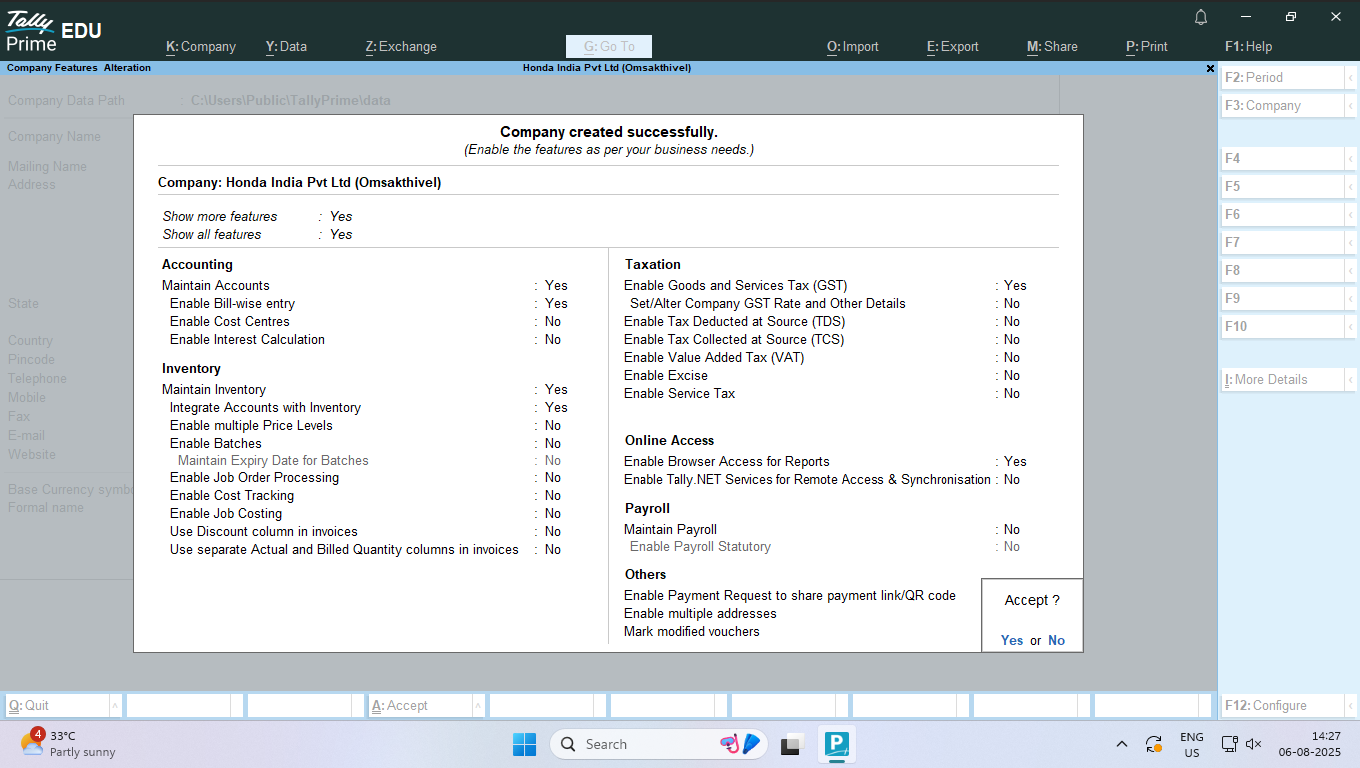 Tally
Prime EDU
K: Company Y: Data Z: Exchange G: Go To O: Import E: Export M: Share P: Print F1: Help
Company Features Alteration Honda India Pvt Ltd (Omsakthivel)
F2: Period
Company Data Path : C:\Users\Public\TallyPrime\data
F3: Company
Company Name
Mailing Name
Address
State
Country
Pincode
Telephone
Mobile
Fax
E-mail
Website
Base Currency symbo
Formal name
Company created successfully.
(Enable the features as per your business needs.)
Company: Honda India Pvt Ltd (Omsakthivel)
Show more features : Yes
Show all features : Yes
Accounting
Maintain Accounts : Yes
Enable Bill-wise entry : Yes
Enable Cost Centres : No
Enable Interest Calculation : No
Inventory
Maintain Inventory : Yes
Integrate Accounts with Inventory : Yes
Enable multiple Price Levels : No
Enable Batches : No
Maintain Expiry Date for Batches : No
Enable Job Order Processing : No
Enable Cost Tracking : No
Enable Job Costing : No
Use Discount column in invoices : No
Use separate Actual and Billed Quantity columns in invoices : No
Taxation
Enable Goods and Services Tax (GST) : Yes
Set/Alter Company GST Rate and Other Details : No
Enable Tax Deducted at Source (TDS) : No
Enable Tax Collected at Source (TCS) : No
Enable Value Added Tax (VAT) : No
Enable Excise : No
Enable Service Tax : No
Online Access
Enable Browser Access for Reports : Yes
Enable Tally.NET Services for Remote Access & Synchronisation : No
Payroll
Maintain Payroll : No
Enable Payroll Statutory : No
Others
Enable Payment Request to share payment link/QR code
Enable multiple addresses
Mark modified vouchers
Accept ?
Yes or No
F4
F5
F6
F7
F8
F9
F10
I: More Details
Q: Quit A: Accept F12: Configure
4
33°C
Partly sunny
Search
P
ENG
US
14:27
06-08-2025